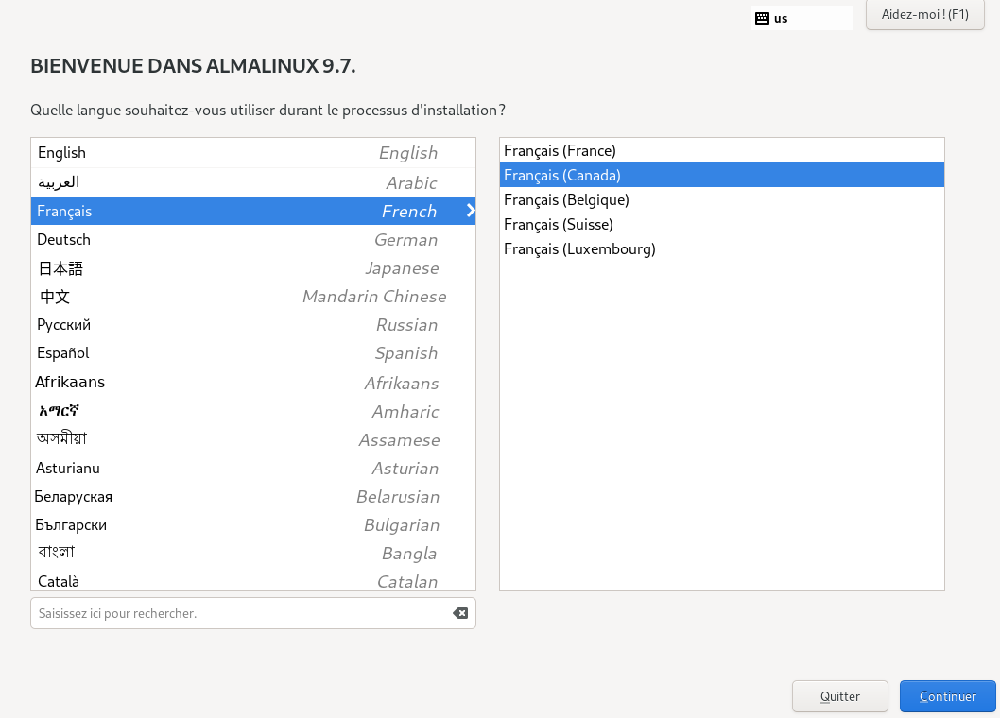 us
Aidez-moi ! (F1)
BIENVENUE DANS ALMALINUX 9.7.
Quelle langue souhaitez-vous utiliser durant le processus d'installation ?
English English
العربية Arabic
Français French
Deutsch German
日本語 Japanese
中文 Mandarin Chinese
Русский Russian
Español Spanish
Afrikaans Afrikaans
አማርኛ Amharic
অসমীয়া Assamese
Asturianu Asturian
Беларуская Belarusian
Български Bulgarian
বাংলা Bangla
Català Catalan
Français (France)
Français (Canada)
Français (Belgique)
Français (Suisse)
Français (Luxembourg)
Saisissez ici pour rechercher.
Quitter
Continuer